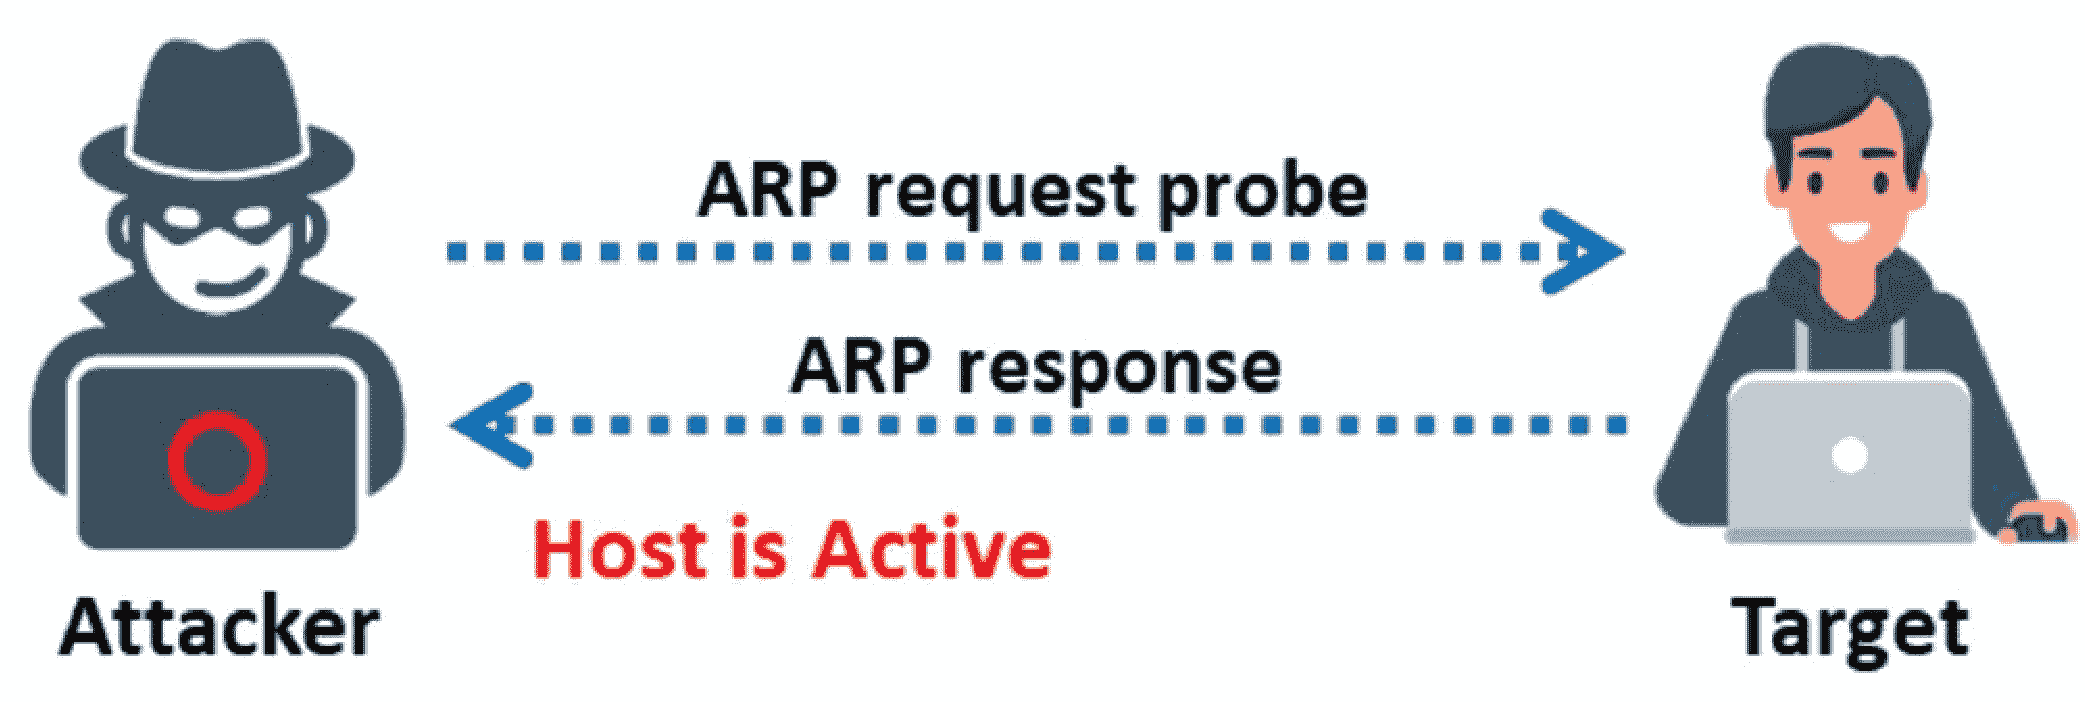 ARP request probe
ARP response
Host is Active
Attacker
Target